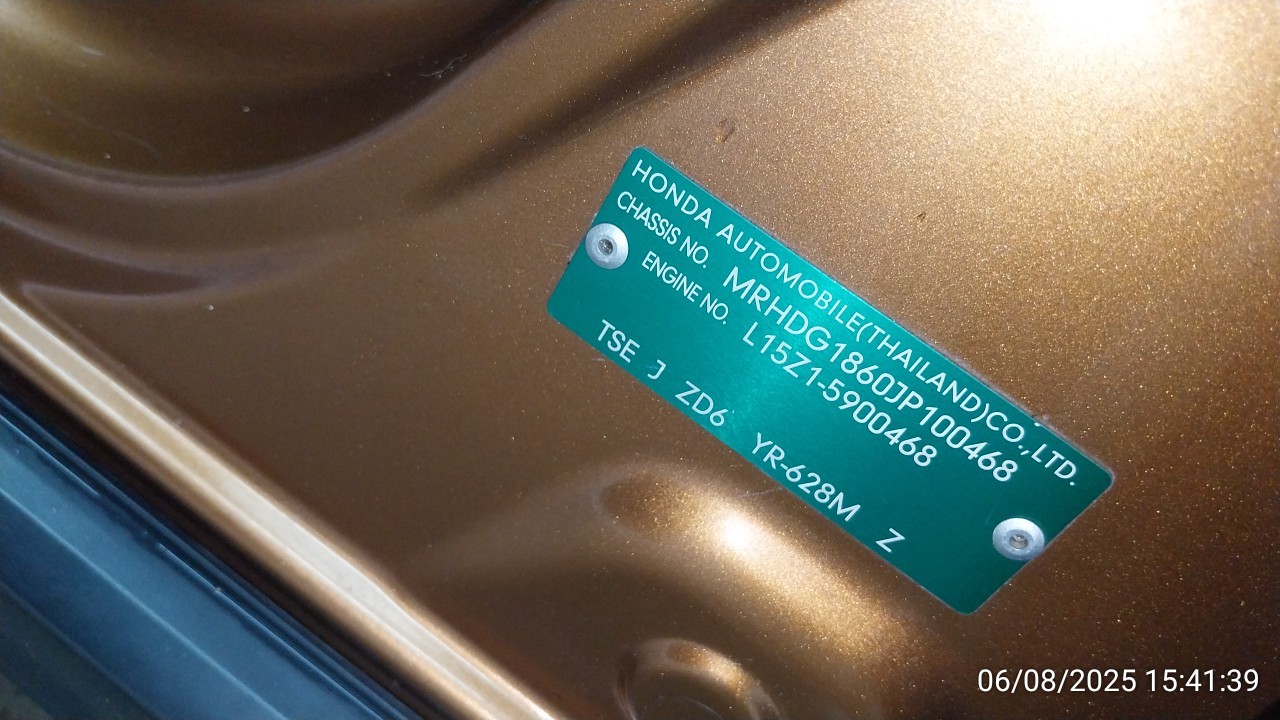 HONDA AUTOMOBILE(THAILAND)CO.,LTD.
CHASSIS NO. MRHDG1860JP100468
ENGINE NO. L15Z1-5900468
TSE J ZD6 YR-628M Z
06/08/2025 15:41:39